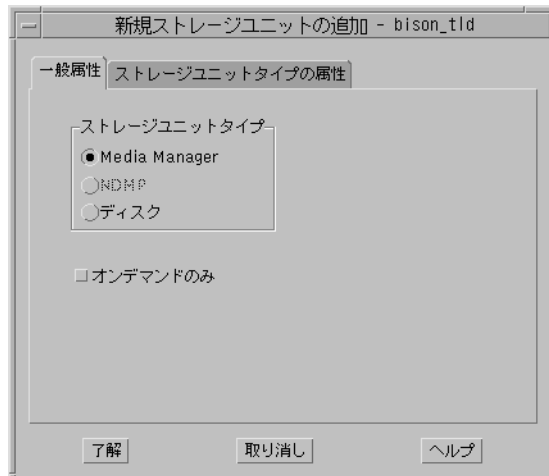 新規ストレージユニットの追加 - bison_tld
一般属性 ストレージユニットタイプの属性
ストレージユニットタイプ
Media Manager
NDMP
ディスク
オンデマンドのみ
了解 取り消し ヘルプ